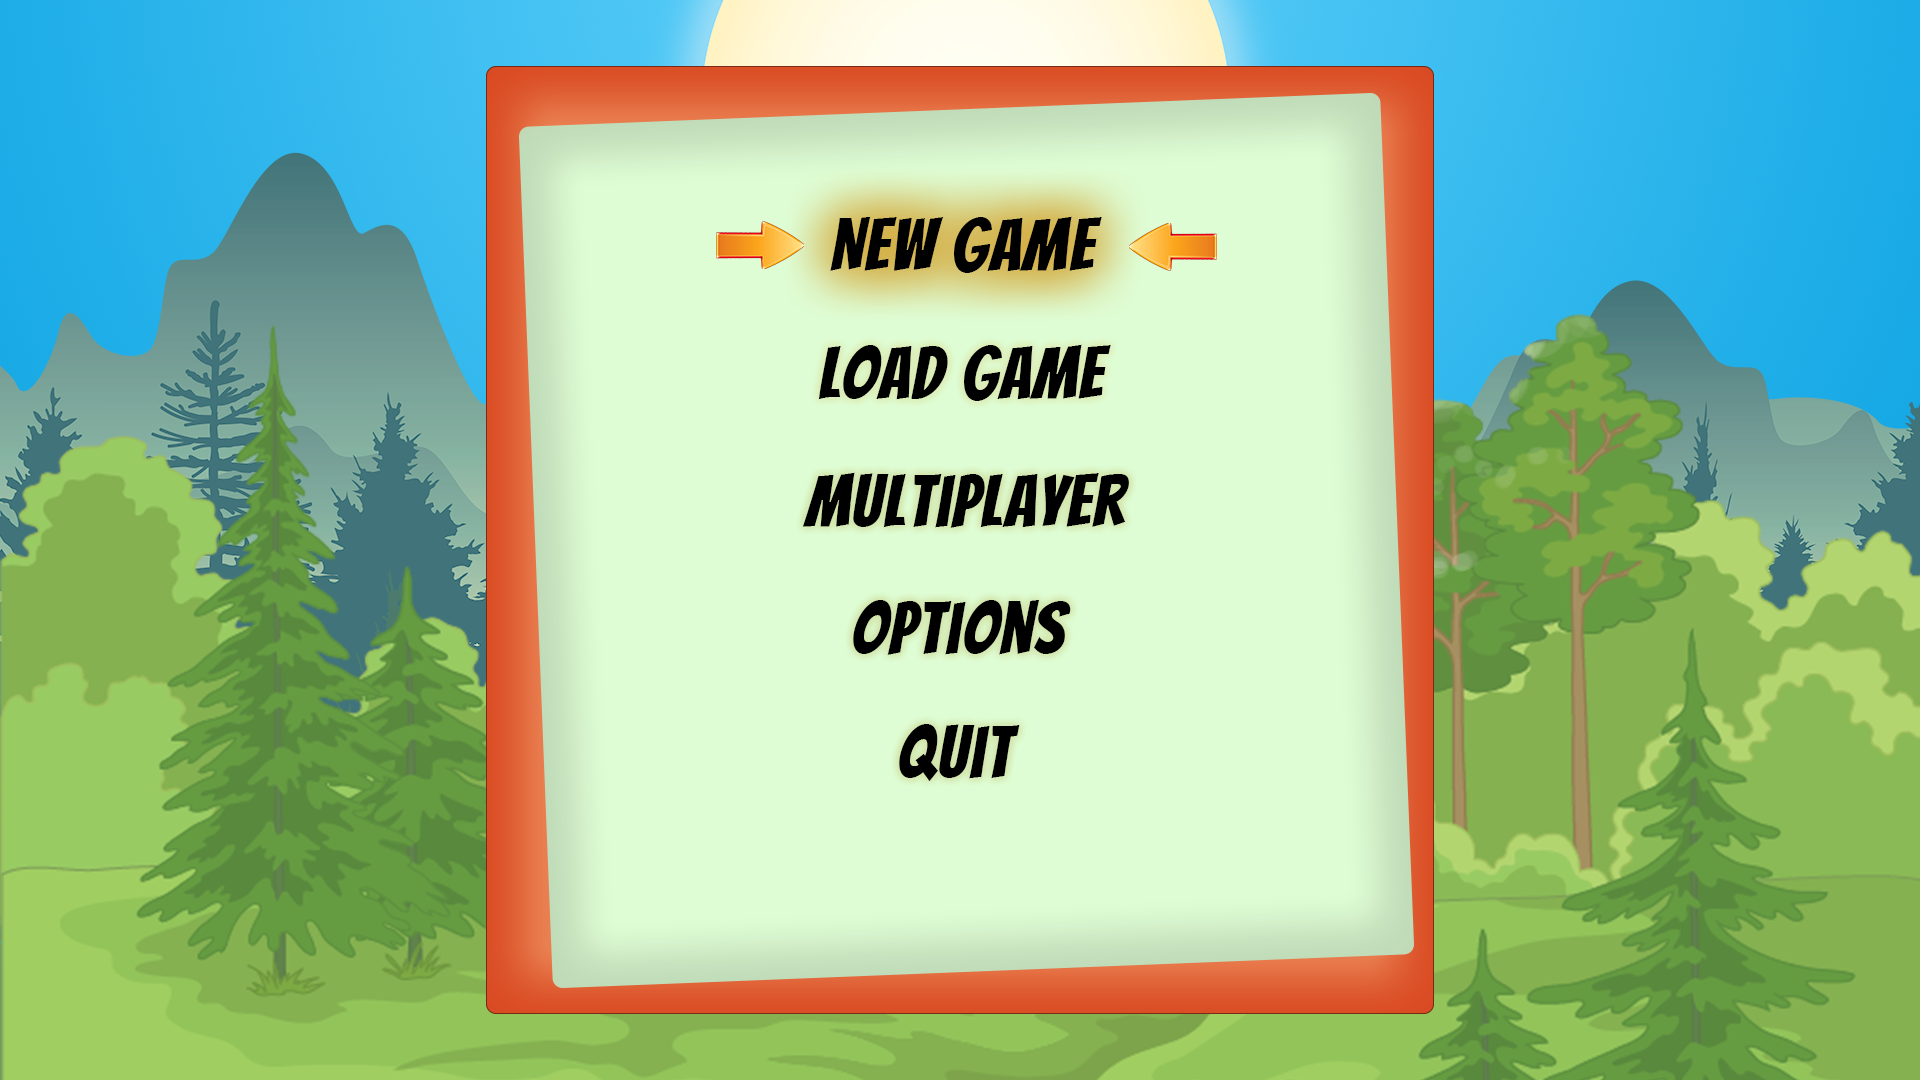 NEW GAME
LOAD GAME
MULTIPLAYER
OPTIONS
QUIT